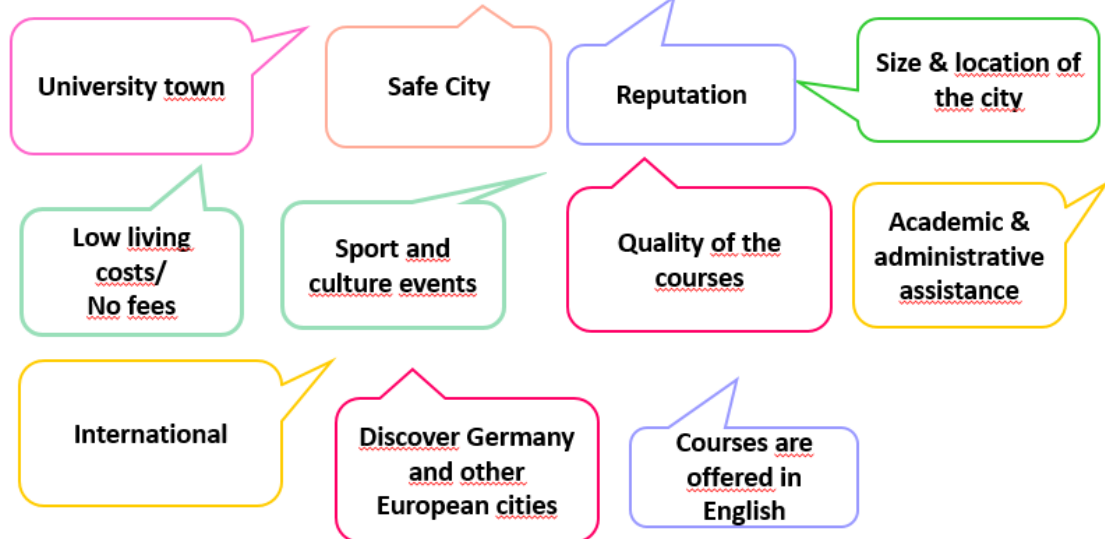 University town
Safe City
Reputation
Size & location of
the city
Low living
costs/
No fees
Sport and
culture events
Quality of the
courses
Academic &
administrative
assistance
International
Discover Germany
and other
European cities
Courses are
offered in
English